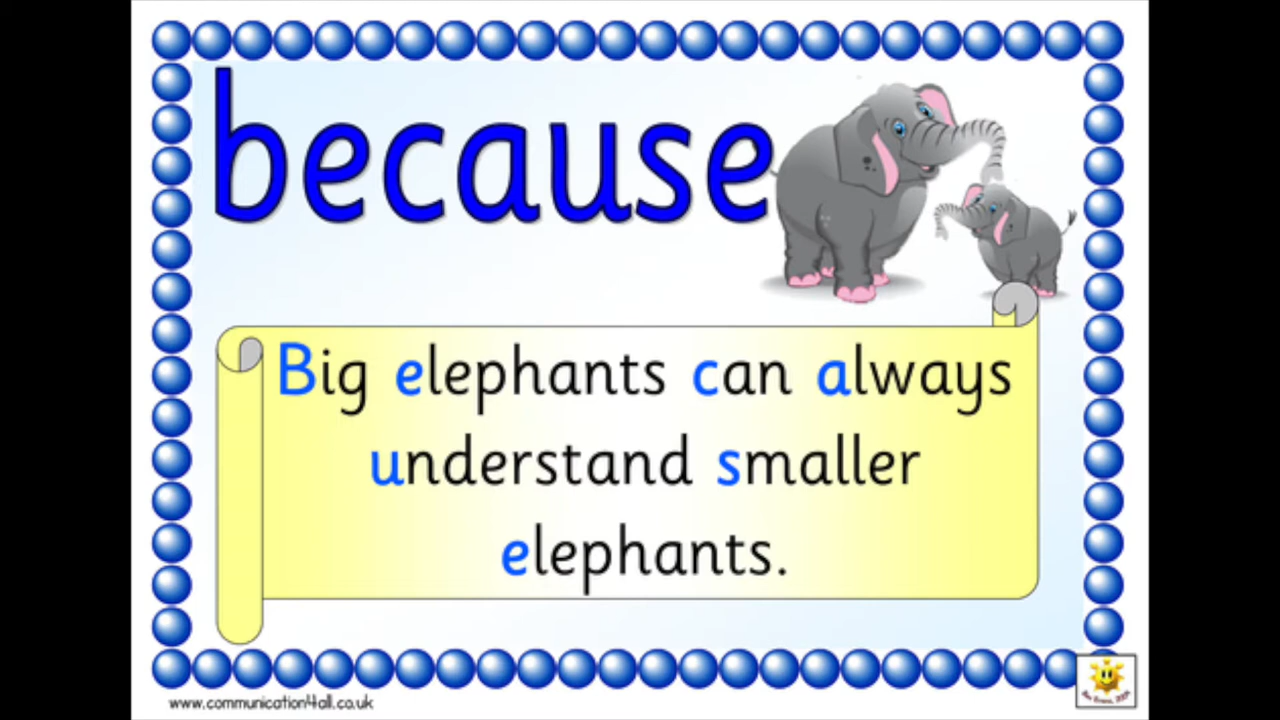 because
Big elephants can always
understand smaller
elephants.
www.communication4all.co.uk